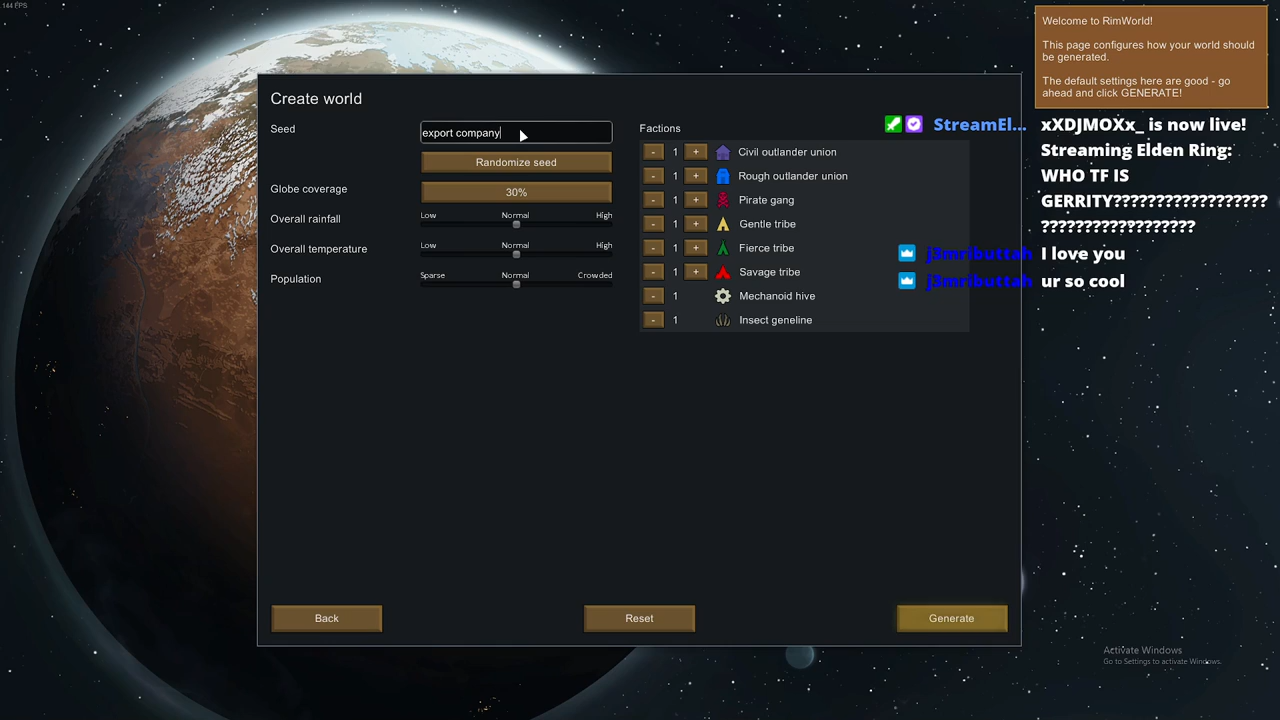 144 FPS
Create world
Seed
export company
Randomize seed
Globe coverage
30%
Overall rainfall
Low
Normal
High
Overall temperature
Low
Normal
High
Population
Sparse
Normal
Crowded
Factions
- 1 + Civil outlander union
- 1 + Rough outlander union
- 1 + Pirate gang
- 1 + Gentle tribe
- 1 + Fierce tribe
- 1 + Savage tribe
- 1 Mechanoid hive
- 1 Insect geneline
Back
Reset
Generate
Welcome to RimWorld!
This page configures how your world should
be generated.
The default settings here are good - go
ahead and click GENERATE!
StreamEl... xXDJMOXx_ is now live!
Streaming Elden Ring:
WHO TF IS
GERRITY?????????????????
??????????????????
j3mributtah I love you
j3mributtah ur so cool
Activate Windows
Go to Settings to activate Windows.